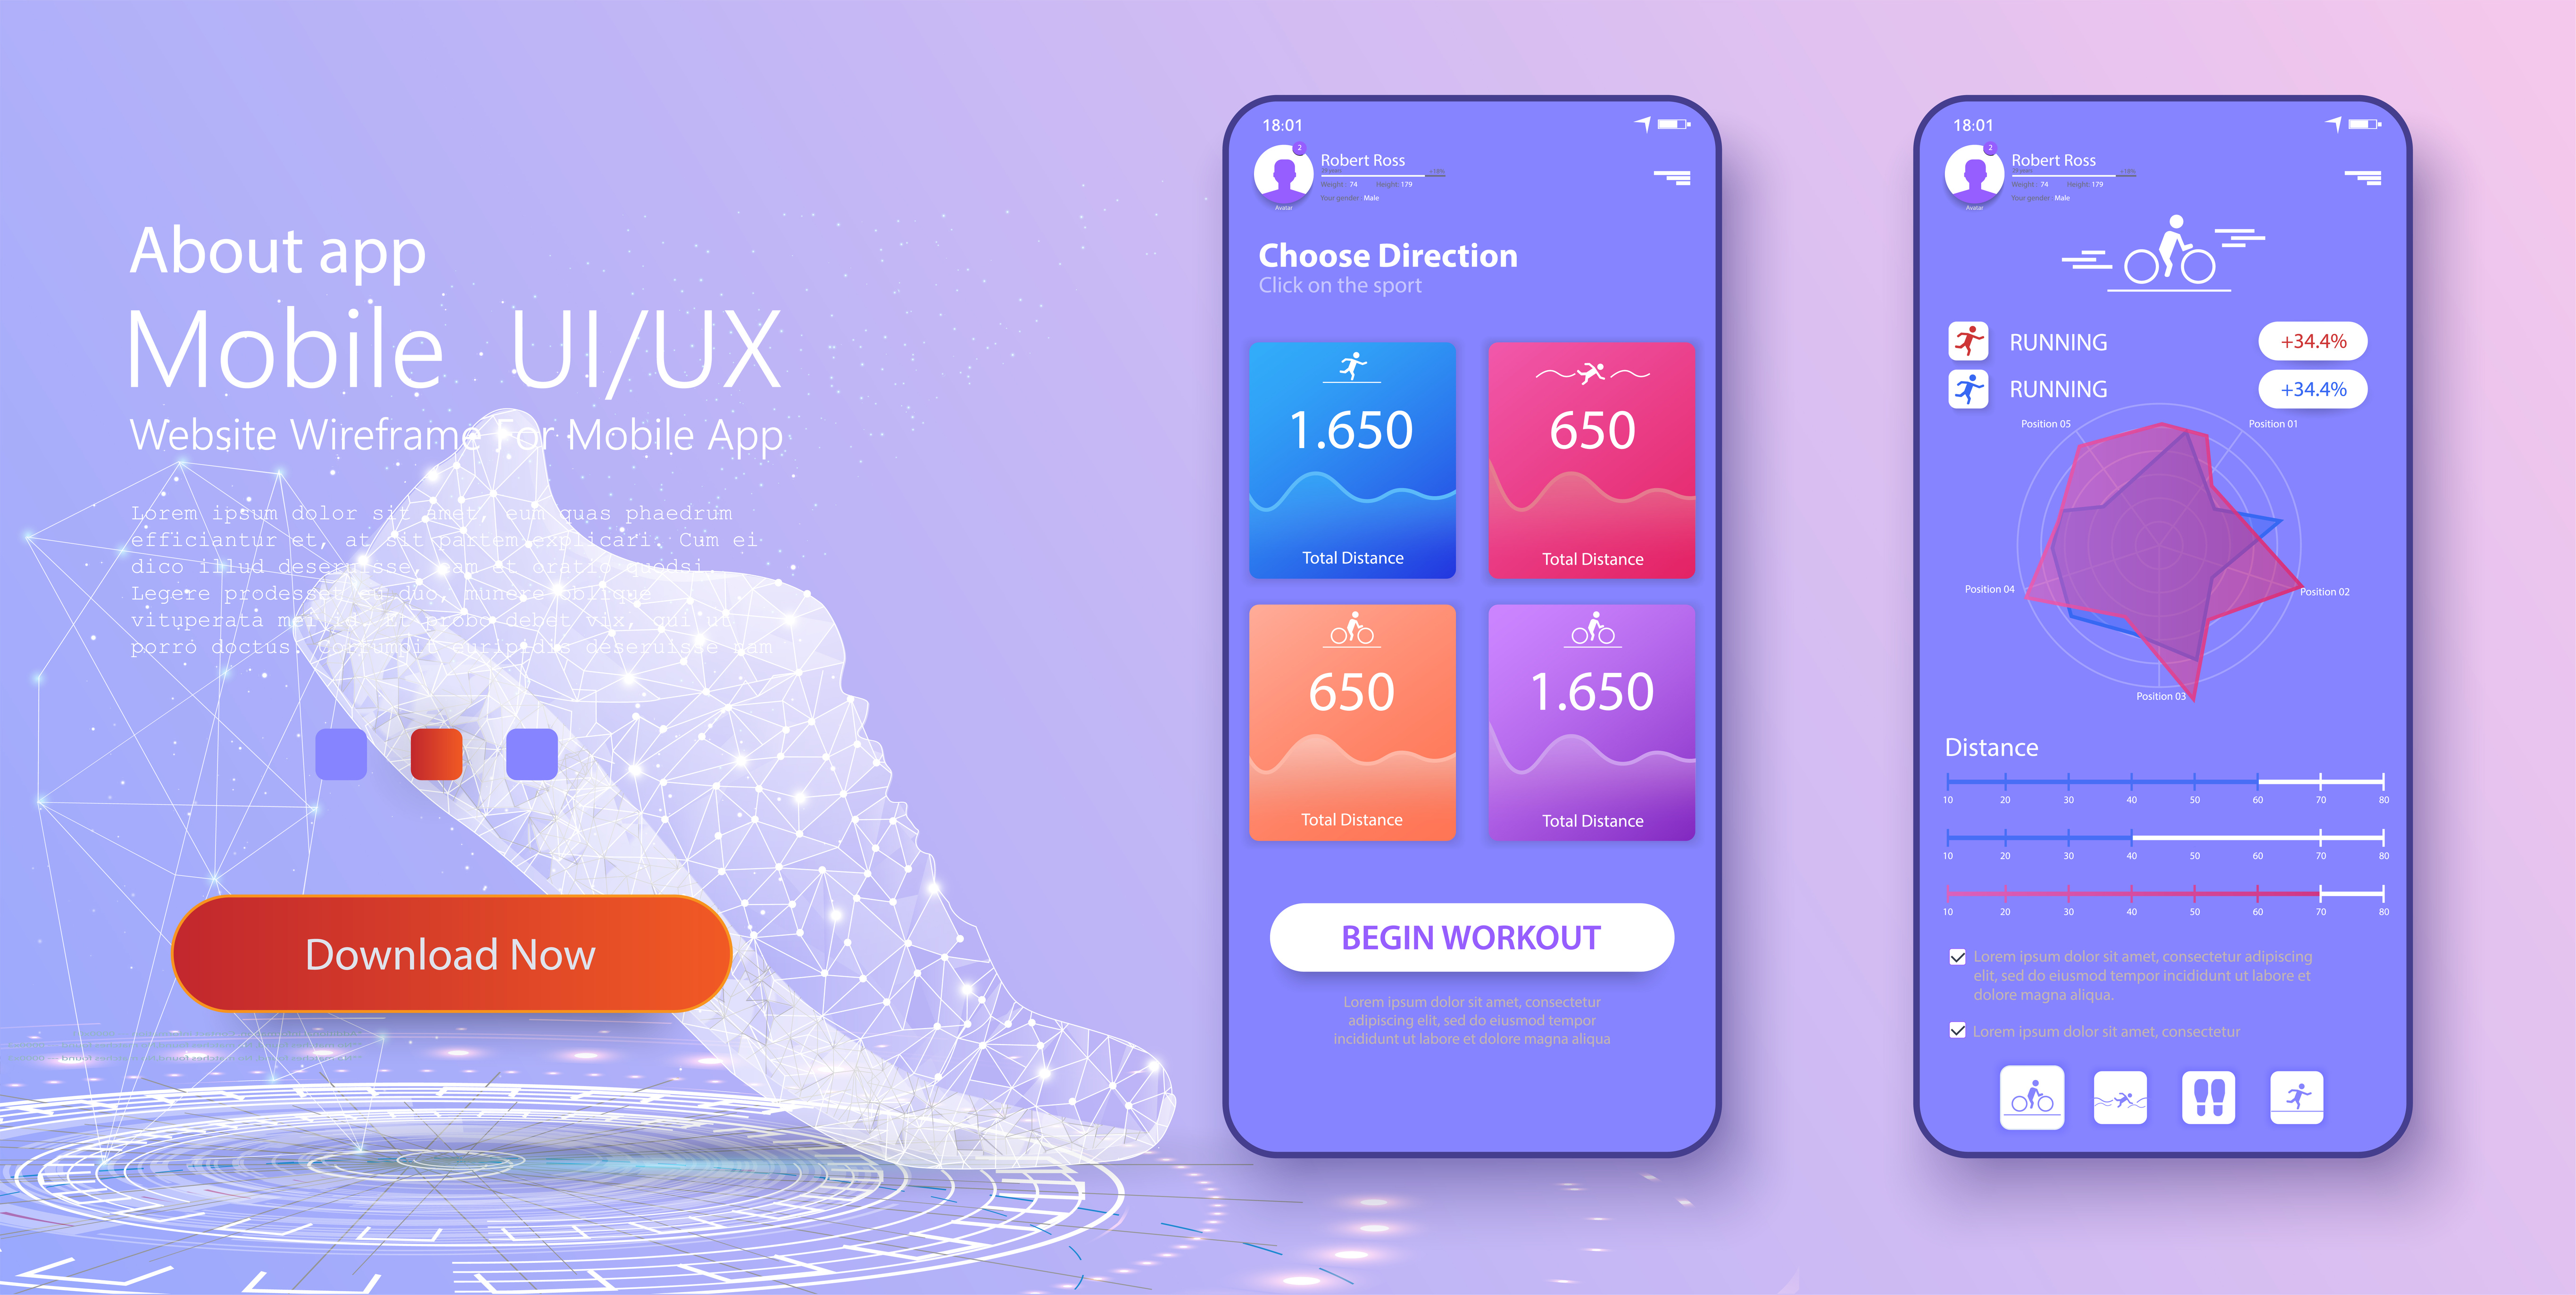 About app
Mobile UI/UX
Website Wireframe For Mobile App
Lorem ipsum dolor sit amet, eum quas phaedrum
efficiantur et, at sit partem explicari. Cum ei
dico illud deseruisse, nam et oratio quodsi.
Legere prodesset eu duo, munere oblique
vituperata mei id. Et probo debet vix, qui ut
porro doctus. Corrumpit euripidis deseruisse nam
Download Now
18:01
2
Robert Ross
29 years
+18%
Weight: 74 Height: 179
Your gender: Male
Avatar
Choose Direction
Click on the sport
1.650
Total Distance
650
Total Distance
650
Total Distance
1.650
Total Distance
BEGIN WORKOUT
Lorem ipsum dolor sit amet, consectetur
adipiscing elit, sed do eiusmod tempor
incididunt ut labore et dolore magna aliqua
18:01
2
Robert Ross
29 years
+18%
Weight: 74 Height: 179
Your gender: Male
Avatar
RUNNING +34.4%
RUNNING +34.4%
Position 05
Position 01
Position 04
Position 02
Position 03
Distance
10 20 30 40 50 60 70 80
10 20 30 40 50 60 70 80
10 20 30 40 50 60 70 80
Lorem ipsum dolor sit amet, consectetur adipiscing
elit, sed do eiusmod tempor incididunt ut labore et
dolore magna aliqua.
Lorem ipsum dolor sit amet, consectetur